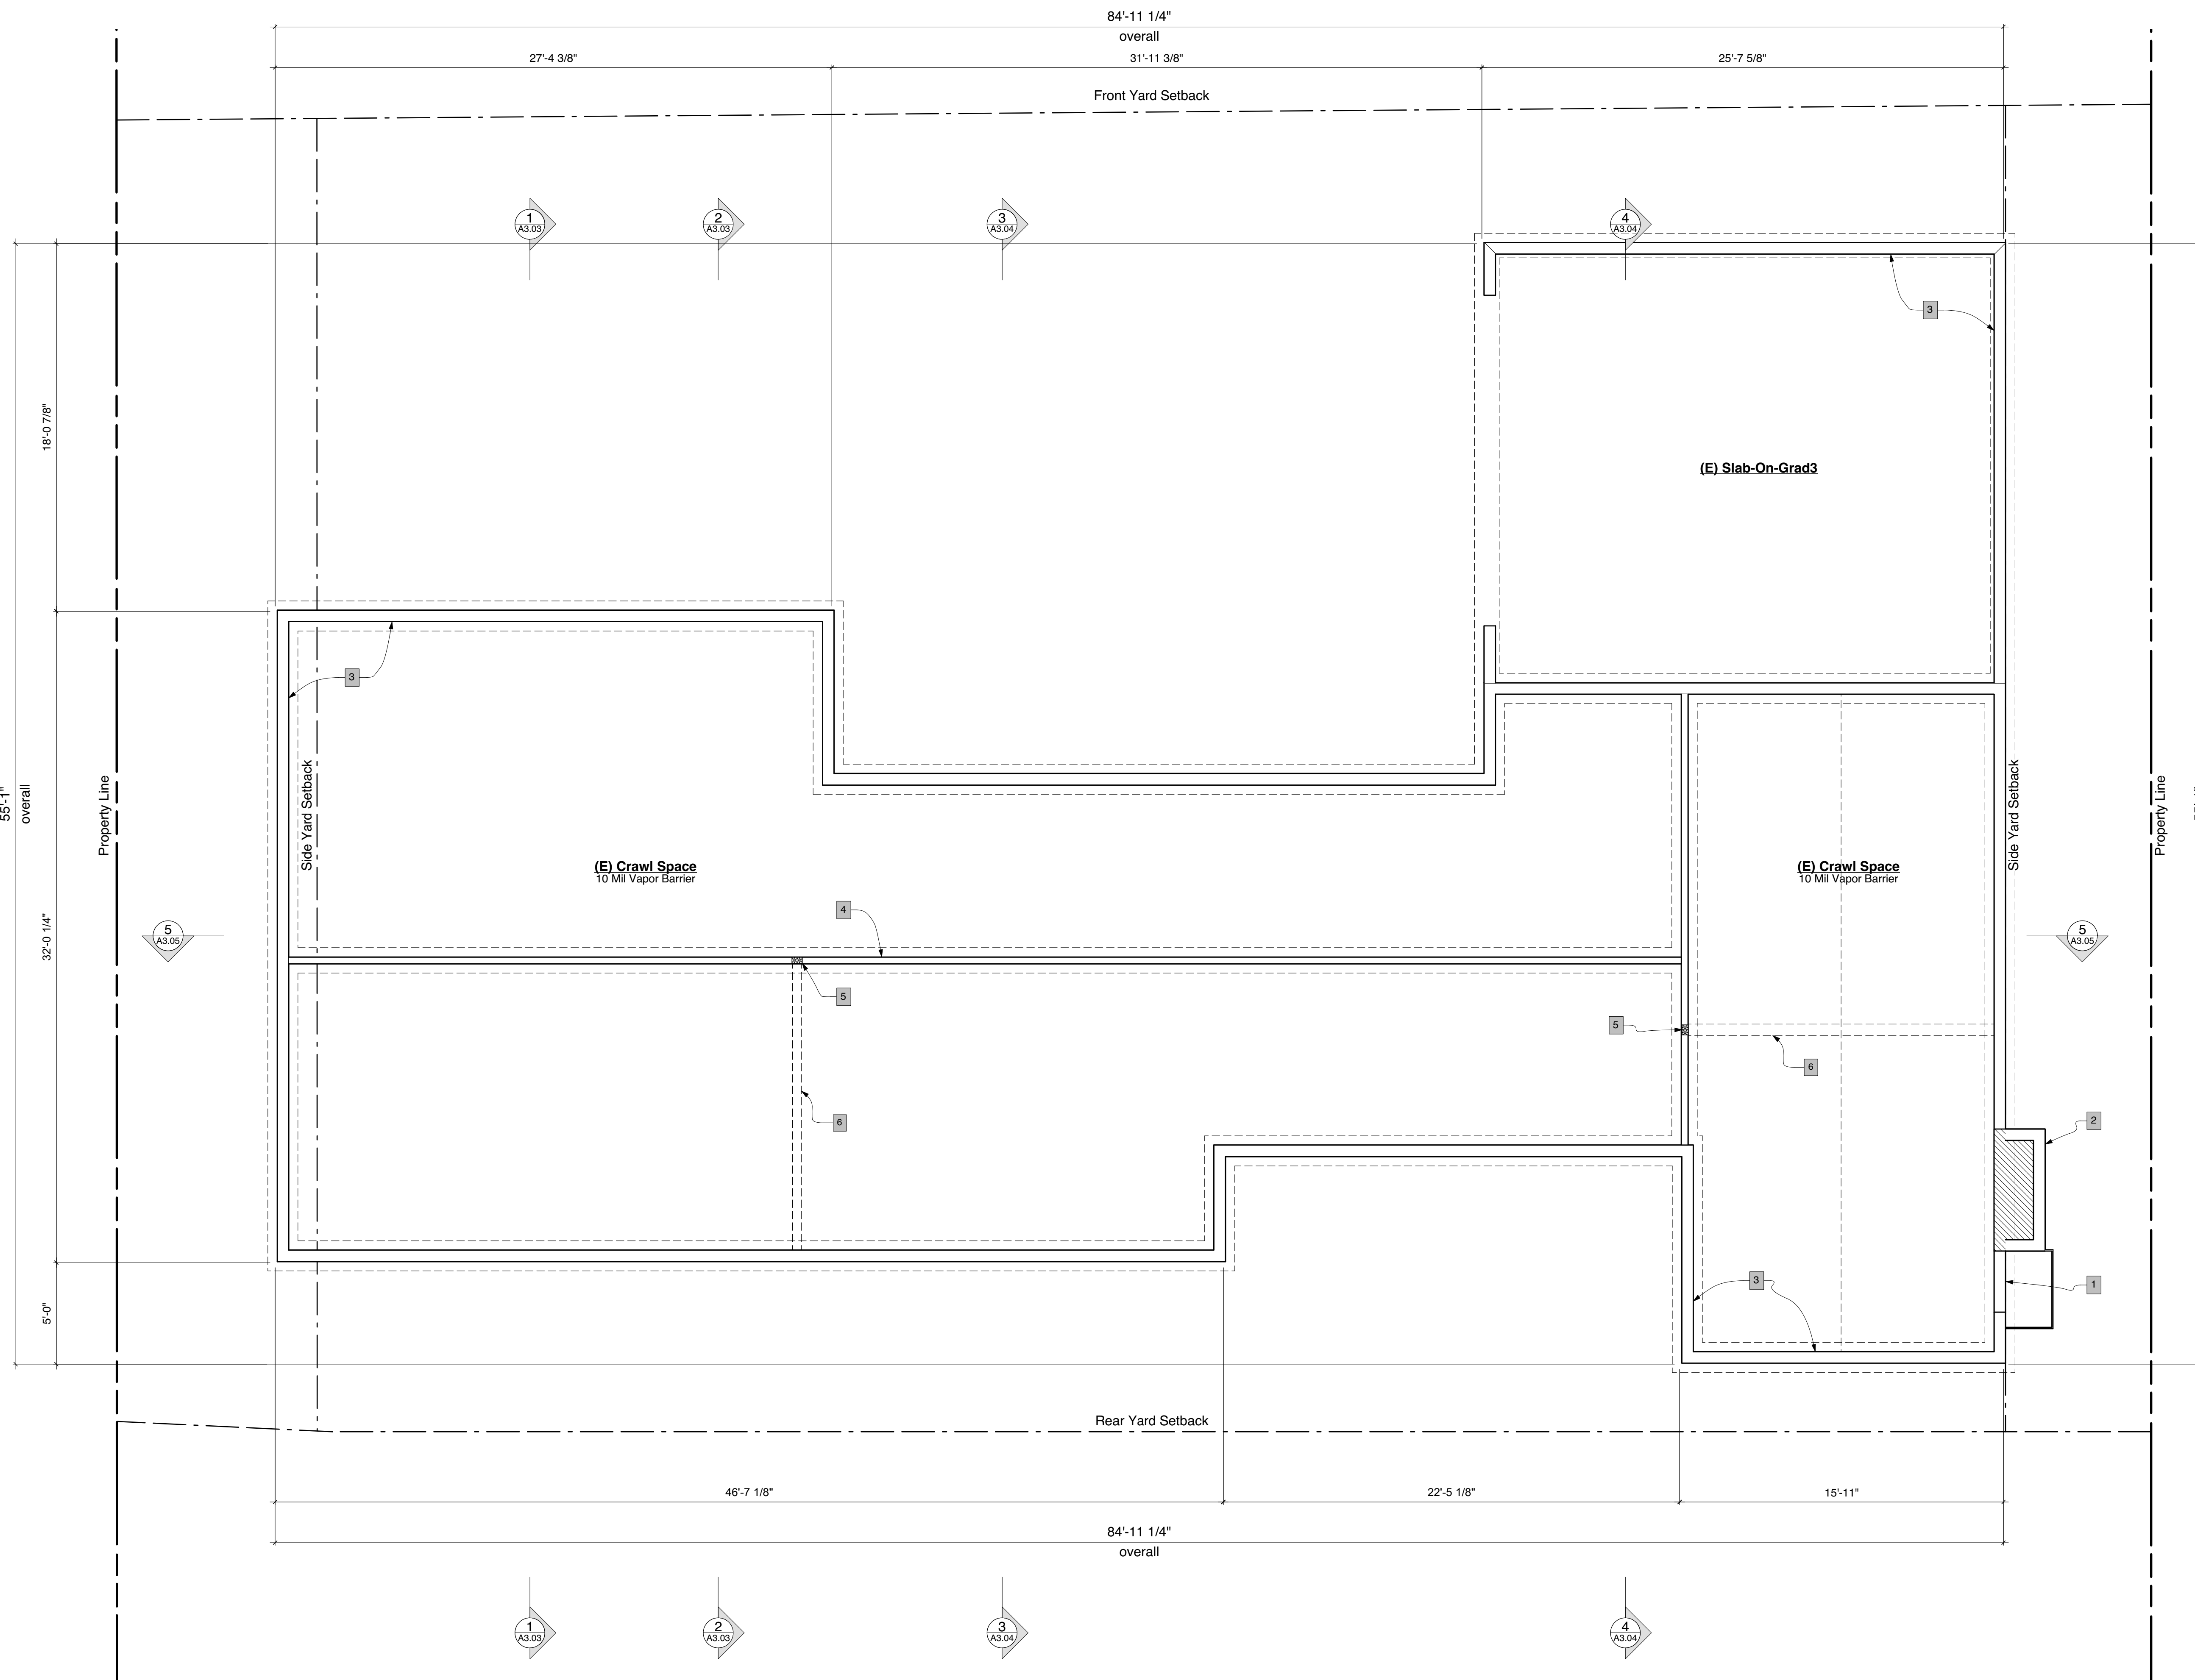 84'-11 1/4"
overall
27'-4 3/8"
31'-11 3/8"
25'-7 5/8"
Front Yard Setback
1
A3.03
2
A3.03
3
A3.04
4
A3.04
3
18'-0 7/8"
(E) Slab-On-Grad3
3
55'-1"
overall
Property Line
Side Yard Setback
Side Yard Setback
Property Line
(E) Crawl Space
10 Mil Vapor Barrier
(E) Crawl Space
10 Mil Vapor Barrier
4
32'-0 1/4"
5
A3.05
5
A3.05
5
5
6
6
2
3
1
5'-0"
Rear Yard Setback
46'-7 1/8"
22'-5 1/8"
15'-11"
84'-11 1/4"
overall
1
A3.03
2
A3.03
3
A3.04
4
A3.04